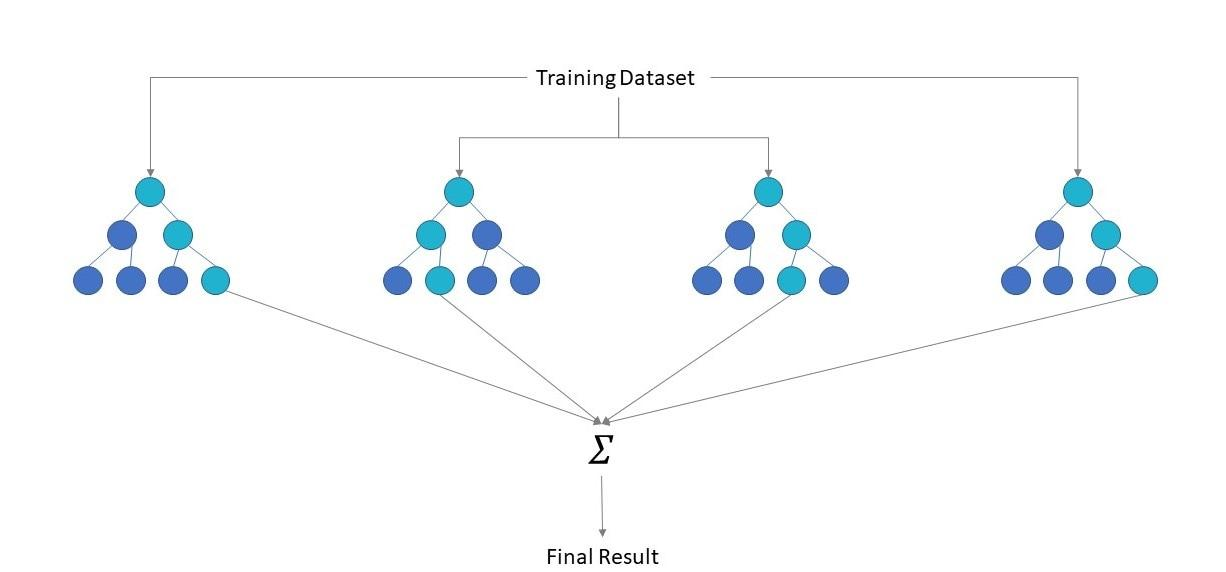 Training Dataset
Σ
Final Result